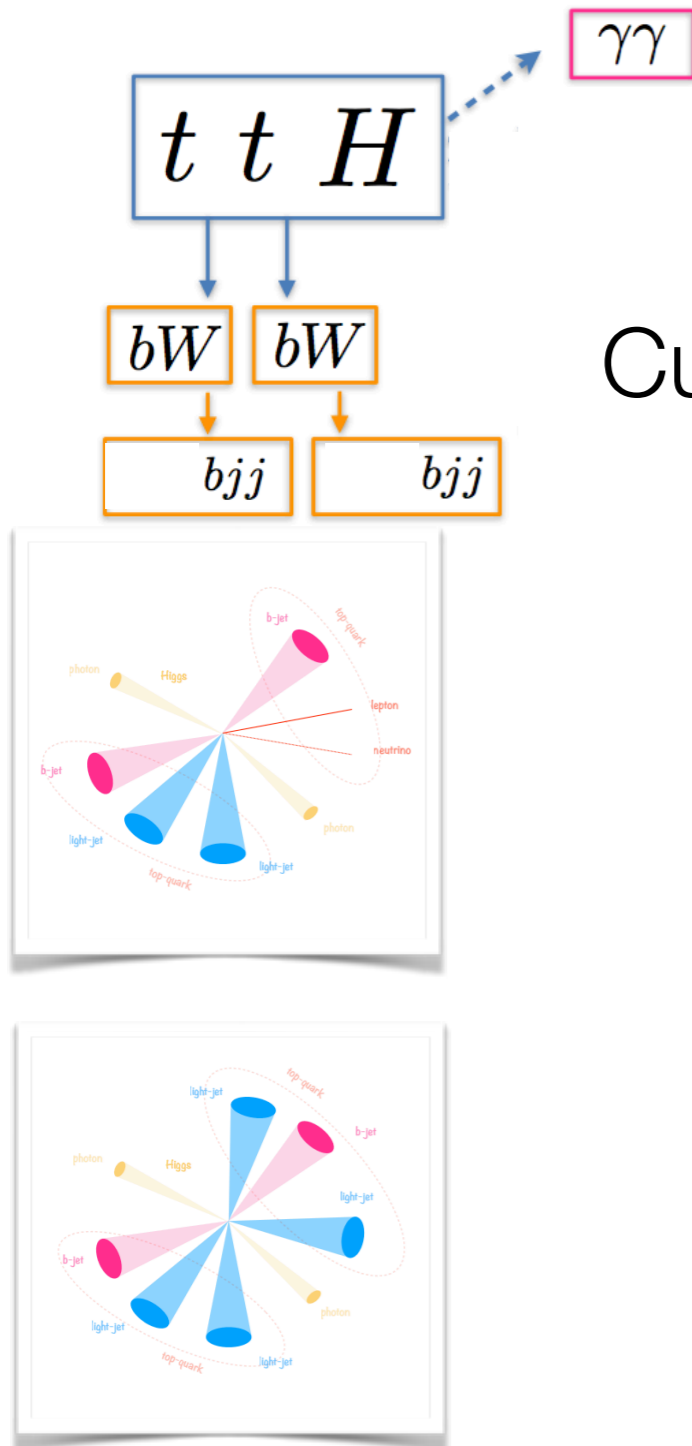 γγ
t t H
bW bW
Cu
bjj bjj
b-jet
top-quark
photon
Higgs
lepton
neutrino
b-jet
light-jet
photon
light-jet
top-quark
light-jet
top-quark
b-jet
photon
Higgs
light-jet
b-jet
photon
light-jet
light-jet
top-quark